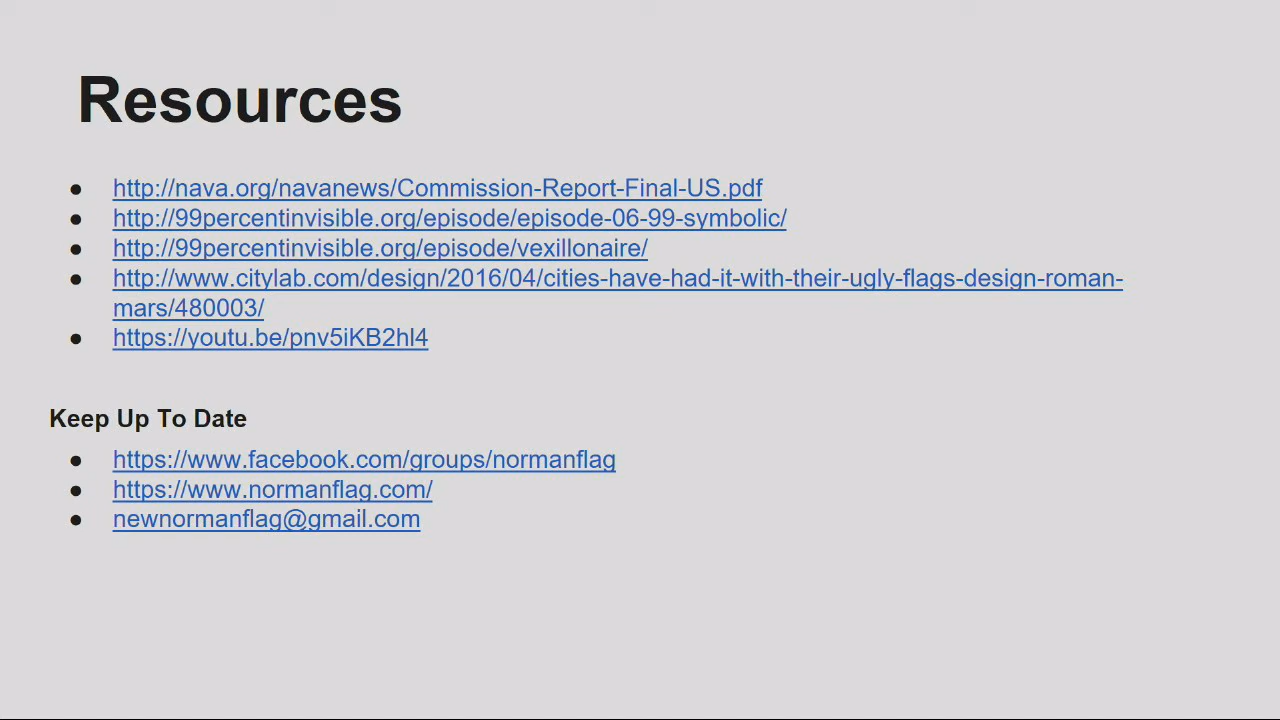 Resources
● http://nava.org/navanews/Commission-Report-Final-US.pdf
● http://99percentinvisible.org/episode/episode-06-99-symbolic/
● http://99percentinvisible.org/episode/vexillonaire/
● http://www.citylab.com/design/2016/04/cities-have-had-it-with-their-ugly-flags-design-roman-
mars/480003/
● https://youtu.be/pnv5iKB2hl4
Keep Up To Date
● https://www.facebook.com/groups/normanflag
● https://www.normanflag.com/
● newnormanflag@gmail.com